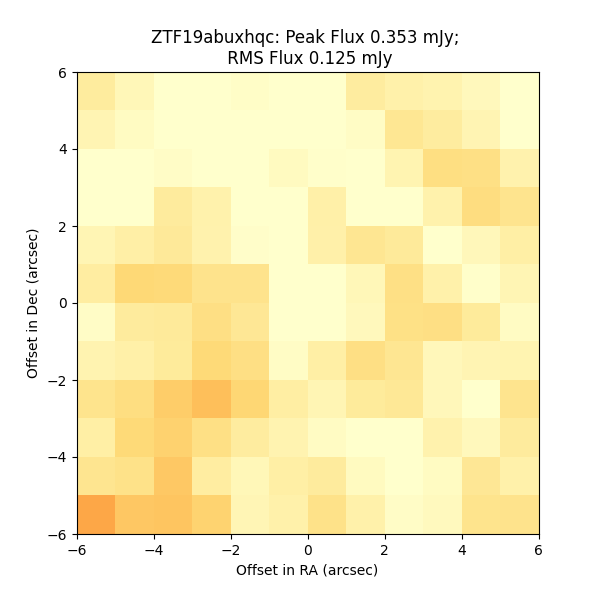 ZTF19abuxhqc: Peak Flux 0.353 mJy;
RMS Flux 0.125 mJy
6
4
2
0
−2
−4
−6
Offset in Dec (arcsec)
−6 −4 −2 0 2 4 6
Offset in RA (arcsec)